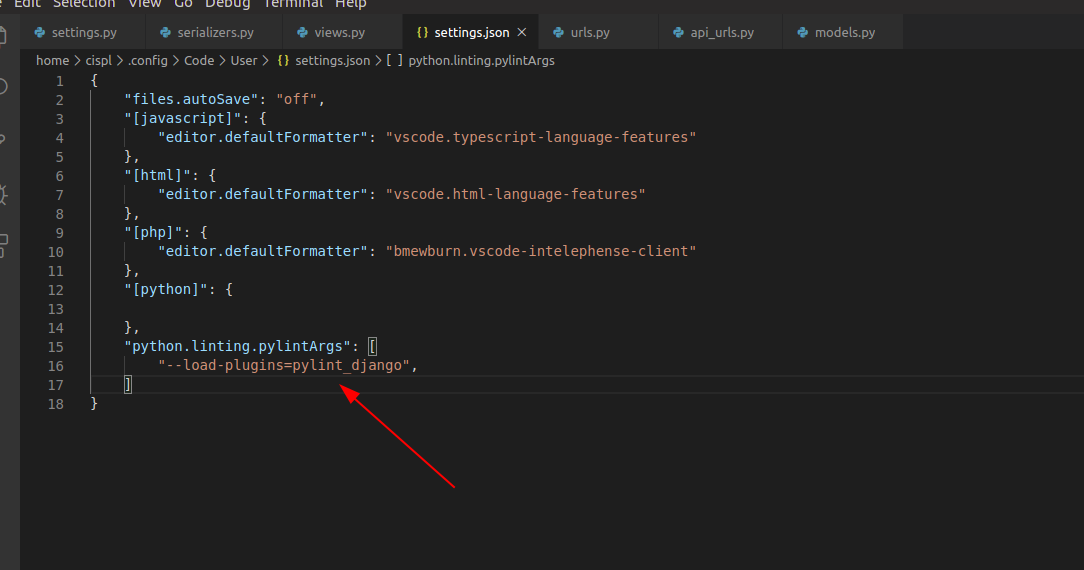 Edit Selection View Go Debug Terminal Help
settings.py serializers.py views.py {} settings.json × urls.py api_urls.py models.py
home > cispl > .config > Code > User > {} settings.json > [ ] python.linting.pylintArgs
1 {
2 "files.autoSave": "off",
3 "[javascript]": {
4 "editor.defaultFormatter": "vscode.typescript-language-features"
5 },
6 "[html]": {
7 "editor.defaultFormatter": "vscode.html-language-features"
8 },
9 "[php]": {
10 "editor.defaultFormatter": "bmewburn.vscode-intelephense-client"
11 },
12 "[python]": {
13
14 },
15 "python.linting.pylintArgs": [
16 "--load-plugins=pylint_django",
17 ]
18 }